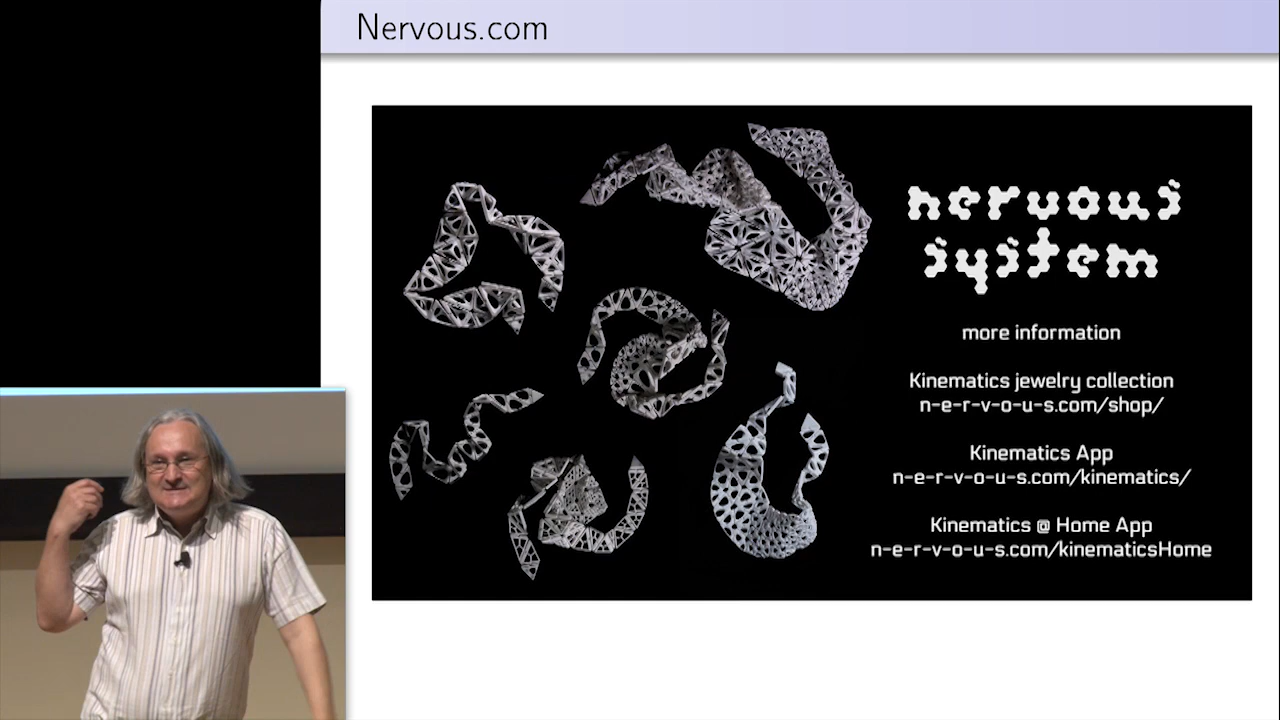 Nervous.com
nervous
system
more information
Kinematics jewelry collection
n-e-r-v-o-u-s.com/shop/
Kinematics App
n-e-r-v-o-u-s.com/kinematics/
Kinematics @ Home App
n-e-r-v-o-u-s.com/kinematicsHome